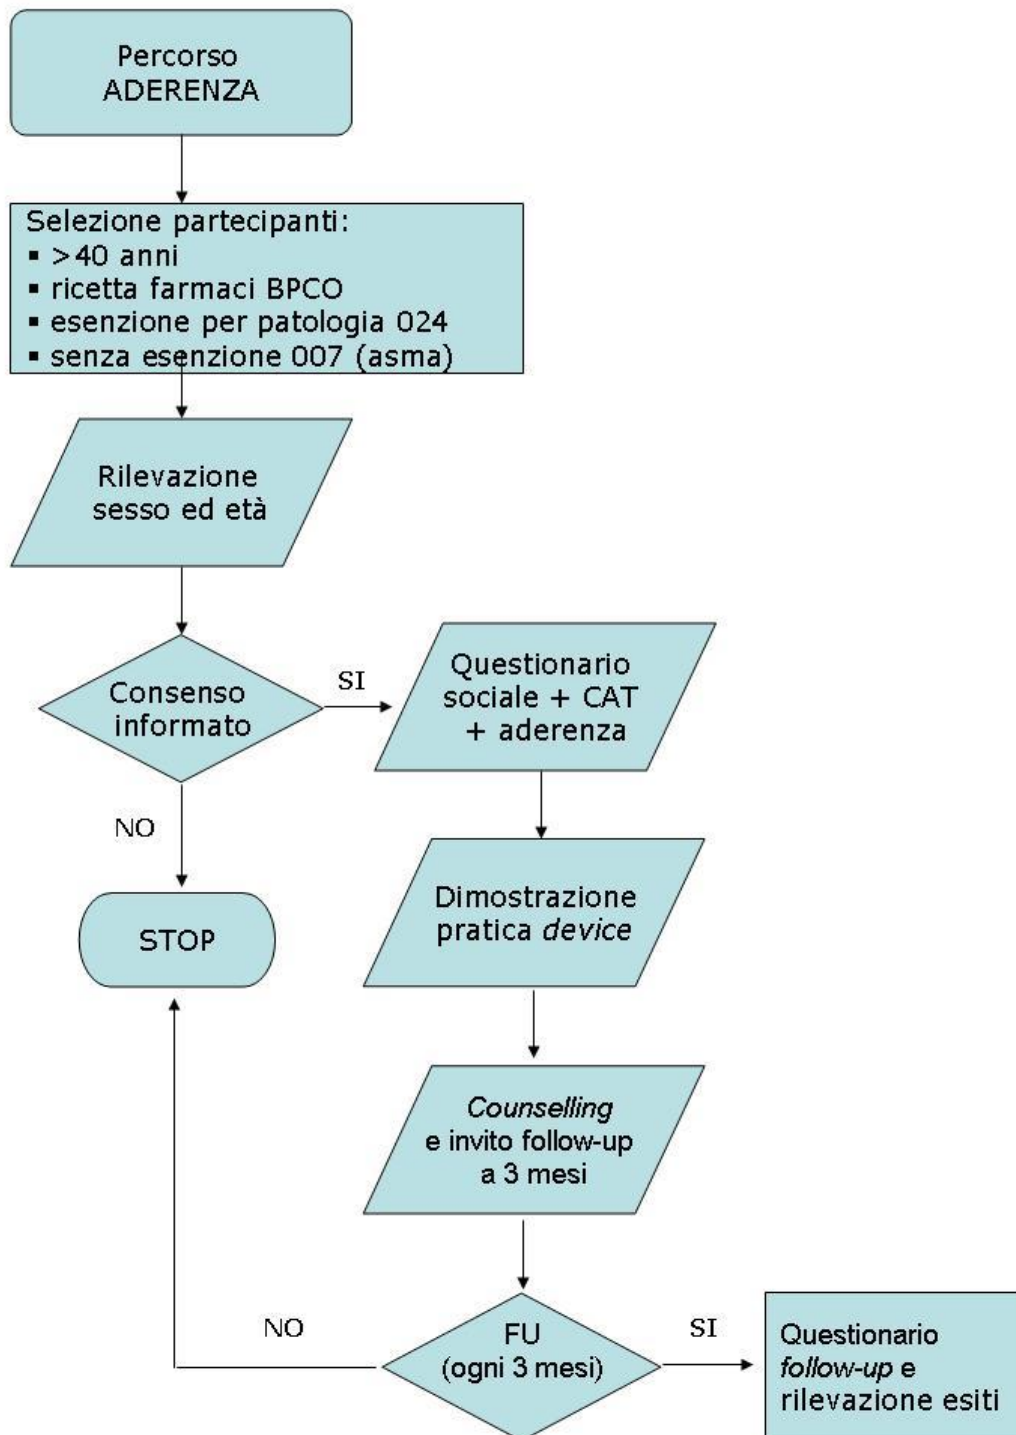 Percorso
ADERENZA
Selezione partecipanti:
▪ >40 anni
▪ ricetta farmaci BPCO
▪ esenzione per patologia 024
▪ senza esenzione 007 (asma)
Rilevazione
sesso ed età
Consenso
informato
SI
NO
Questionario
sociale + CAT
+ aderenza
Dimostrazione
pratica device
STOP
Counselling
e invito follow-up
a 3 mesi
FU
(ogni 3 mesi)
NO
SI
Questionario
follow-up e
rilevazione esiti